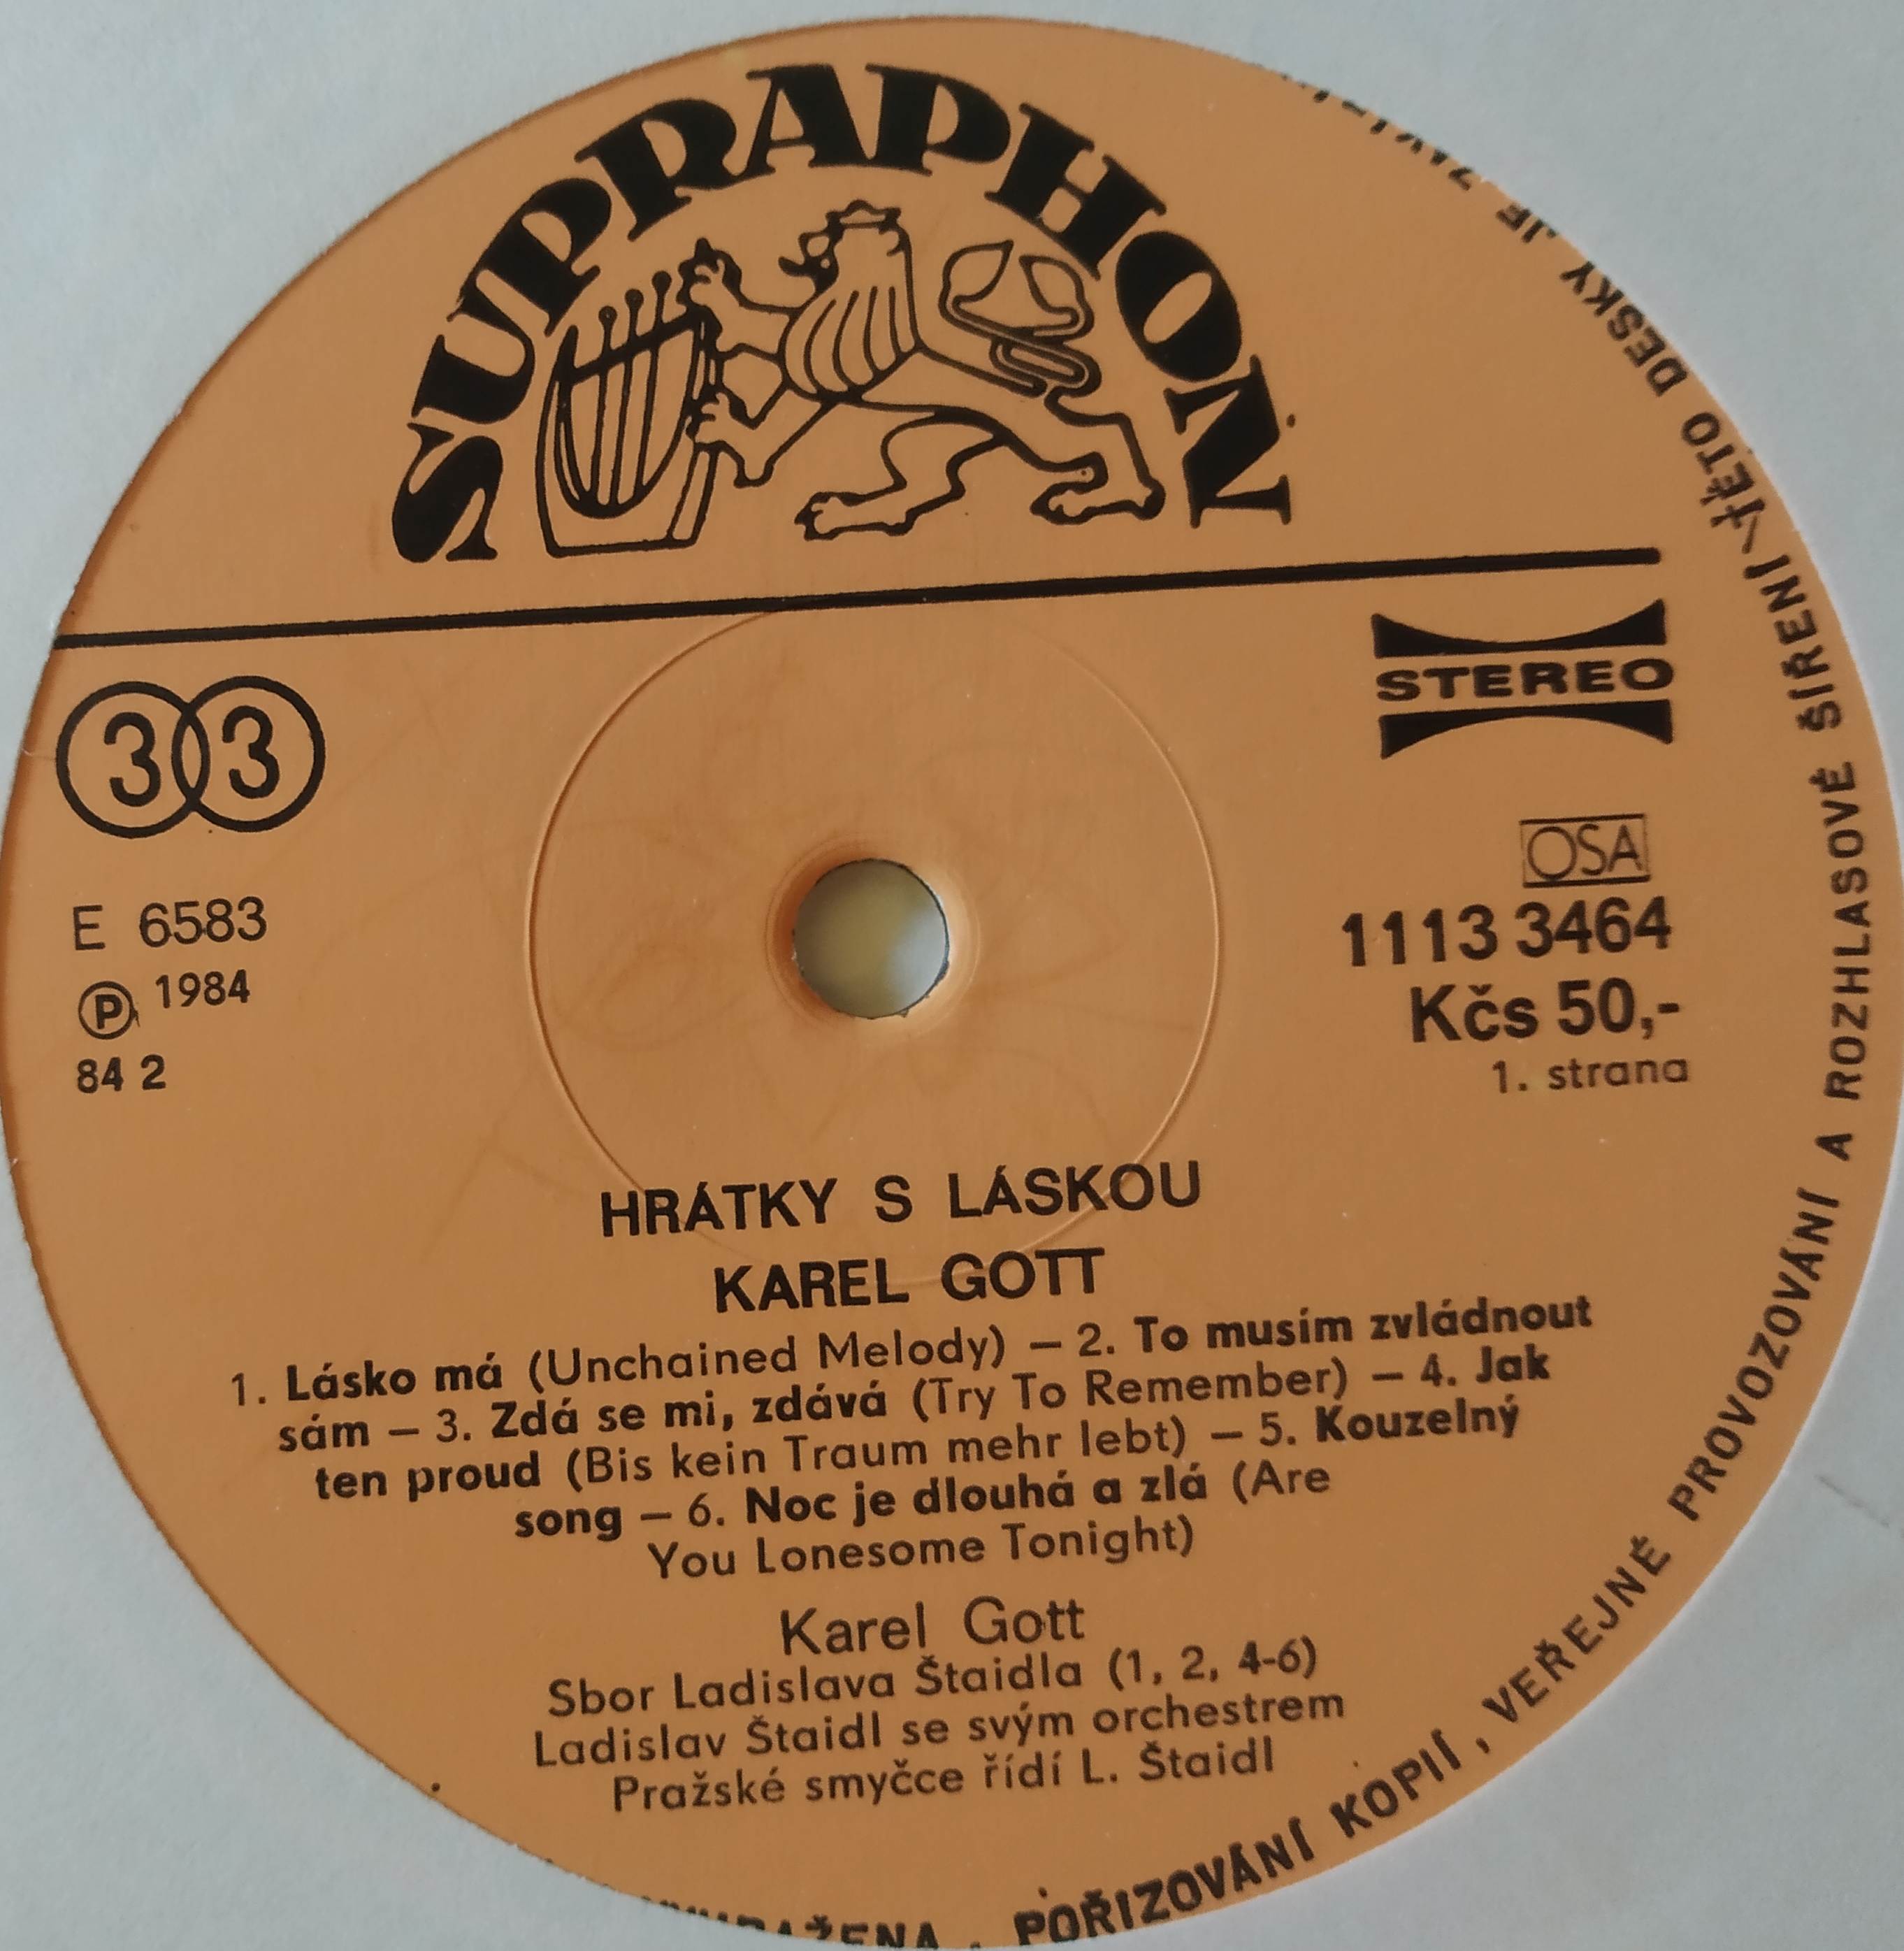 SUPRAPHON
33
STEREO
OSA
E 6583
1113 3464
Ⓟ 1984
Kčs 50,-
84 2
1. strana
HRÁTKY S LÁSKOU
KAREL GOTT
1. Lásko má (Unchained Melody) – 2. To musím zvládnout
sám – 3. Zdá se mi, zdává (Try To Remember) – 4. Jak
ten proud (Bis kein Traum mehr lebt) – 5. Kouzelný
song – 6. Noc je dlouhá a zlá (Are
You Lonesome Tonight)
Karel Gott
Sbor Ladislava Štaidla (1, 2, 4-6)
Ladislav Štaidl se svým orchestrem
Pražské smyčce řídí L. Štaidl
POŘIZOVÁNÍ KOPIÍ, VEŘEJNÉ PROVOZOVÁNÍ A ROZHLASOVÉ ŠÍŘENÍ TÉTO DESKY JE